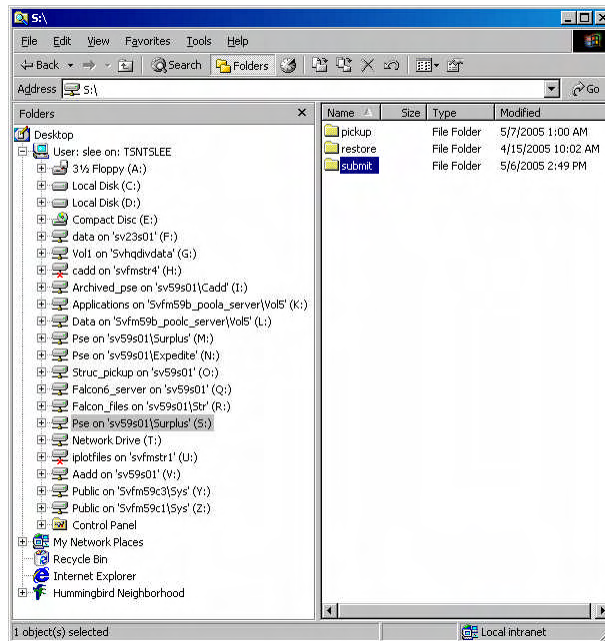 S:\
File Edit View Favorites Tools Help
Back Search Folders
Address S:\ Go
Folders
Desktop
User: slee on: TSNTSLEE
3½ Floppy (A:)
Local Disk (C:)
Local Disk (D:)
Compact Disc (E:)
data on 'sv23s01' (F:)
Vol1 on 'Svhqdivdata' (G:)
cadd on 'svfmstr4' (H:)
Archived_pse on 'sv59s01\Cadd' (I:)
Applications on 'Svfm59b_poola_server\Vol5' (K:)
Data on 'Svfm59b_poolc_server\Vol5' (L:)
Pse on 'sv59s01\Surplus' (M:)
Pse on 'sv59s01\Expedite' (N:)
Struc_pickup on 'sv59s01' (O:)
Falcon6_server on 'sv59s01' (Q:)
Falcon_files on 'sv59s01\Str' (R:)
Pse on 'sv59s01\Surplus' (S:)
Network Drive (T:)
iplotfiles on 'svfmstr1' (U:)
Aadd on 'sv59s01' (V:)
Public on 'Svfm59c3\Sys' (Y:)
Public on 'Svfm59c1\Sys' (Z:)
Control Panel
My Network Places
Recycle Bin
Internet Explorer
Hummingbird Neighborhood
Name Size Type Modified
pickup File Folder 5/7/2005 1:00 AM
restore File Folder 4/15/2005 10:02 AM
submit File Folder 5/6/2005 2:49 PM
1 object(s) selected
Local intranet